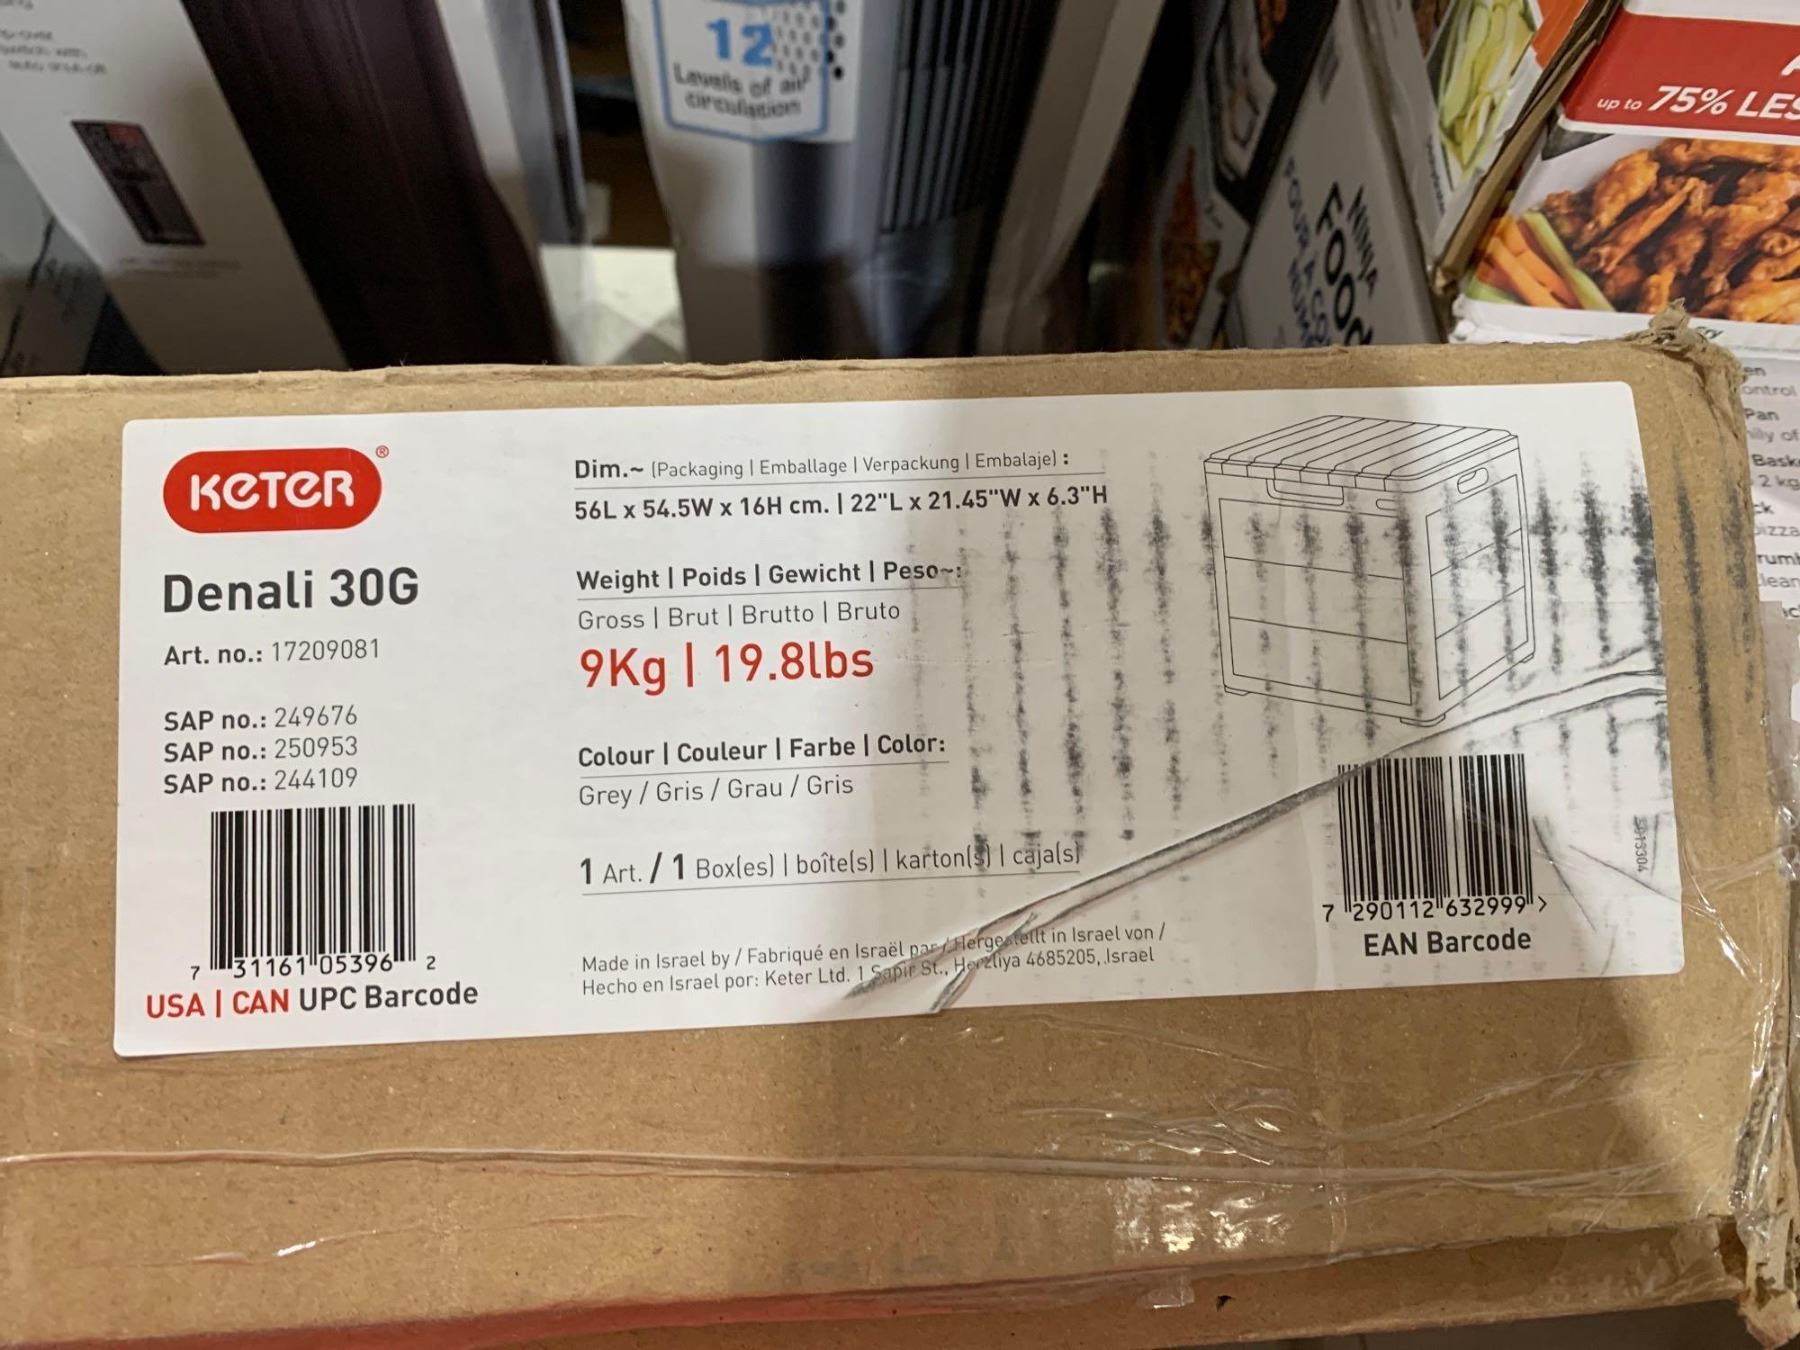 12
Levels of air
circulation
NINJA
FOOD
up to 75% LES
KETER®
Denali 30G
Art. no.: 17209081
SAP no.: 249676
SAP no.: 250953
SAP no.: 244109
7 31161 05396 2
USA | CAN UPC Barcode
Dim.~ (Packaging | Emballage | Verpackung | Embalaje) :
56L x 54.5W x 16H cm. | 22"L x 21.45"W x 6.3"H
Weight | Poids | Gewicht | Peso~:
Gross | Brut | Brutto | Bruto
9Kg | 19.8lbs
Colour | Couleur | Farbe | Color:
Grey / Gris / Grau / Gris
1 Art. / 1 Box(es) | boîte(s) | karton(s) | caja(s)
Made in Israel by / Fabriqué en Israël par / Hergestellt in Israel von /
Hecho en Israel por: Keter Ltd. 1 Sapir St., Herzliya 4685205, Israel
7 290112 632999 >
EAN Barcode
ontrol
Pan